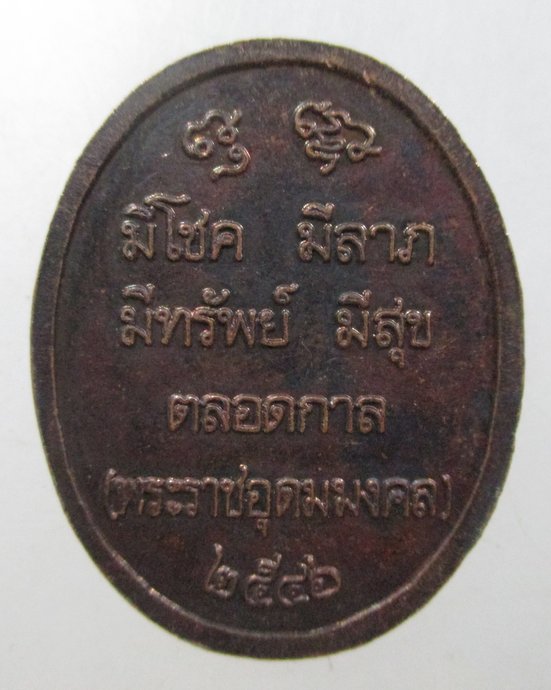 มีโชค มีลาภ
มีทรัพย์ มีสุข
ตลอดกาล
(พระราชอุดมมงคล)
๒๕๔๖